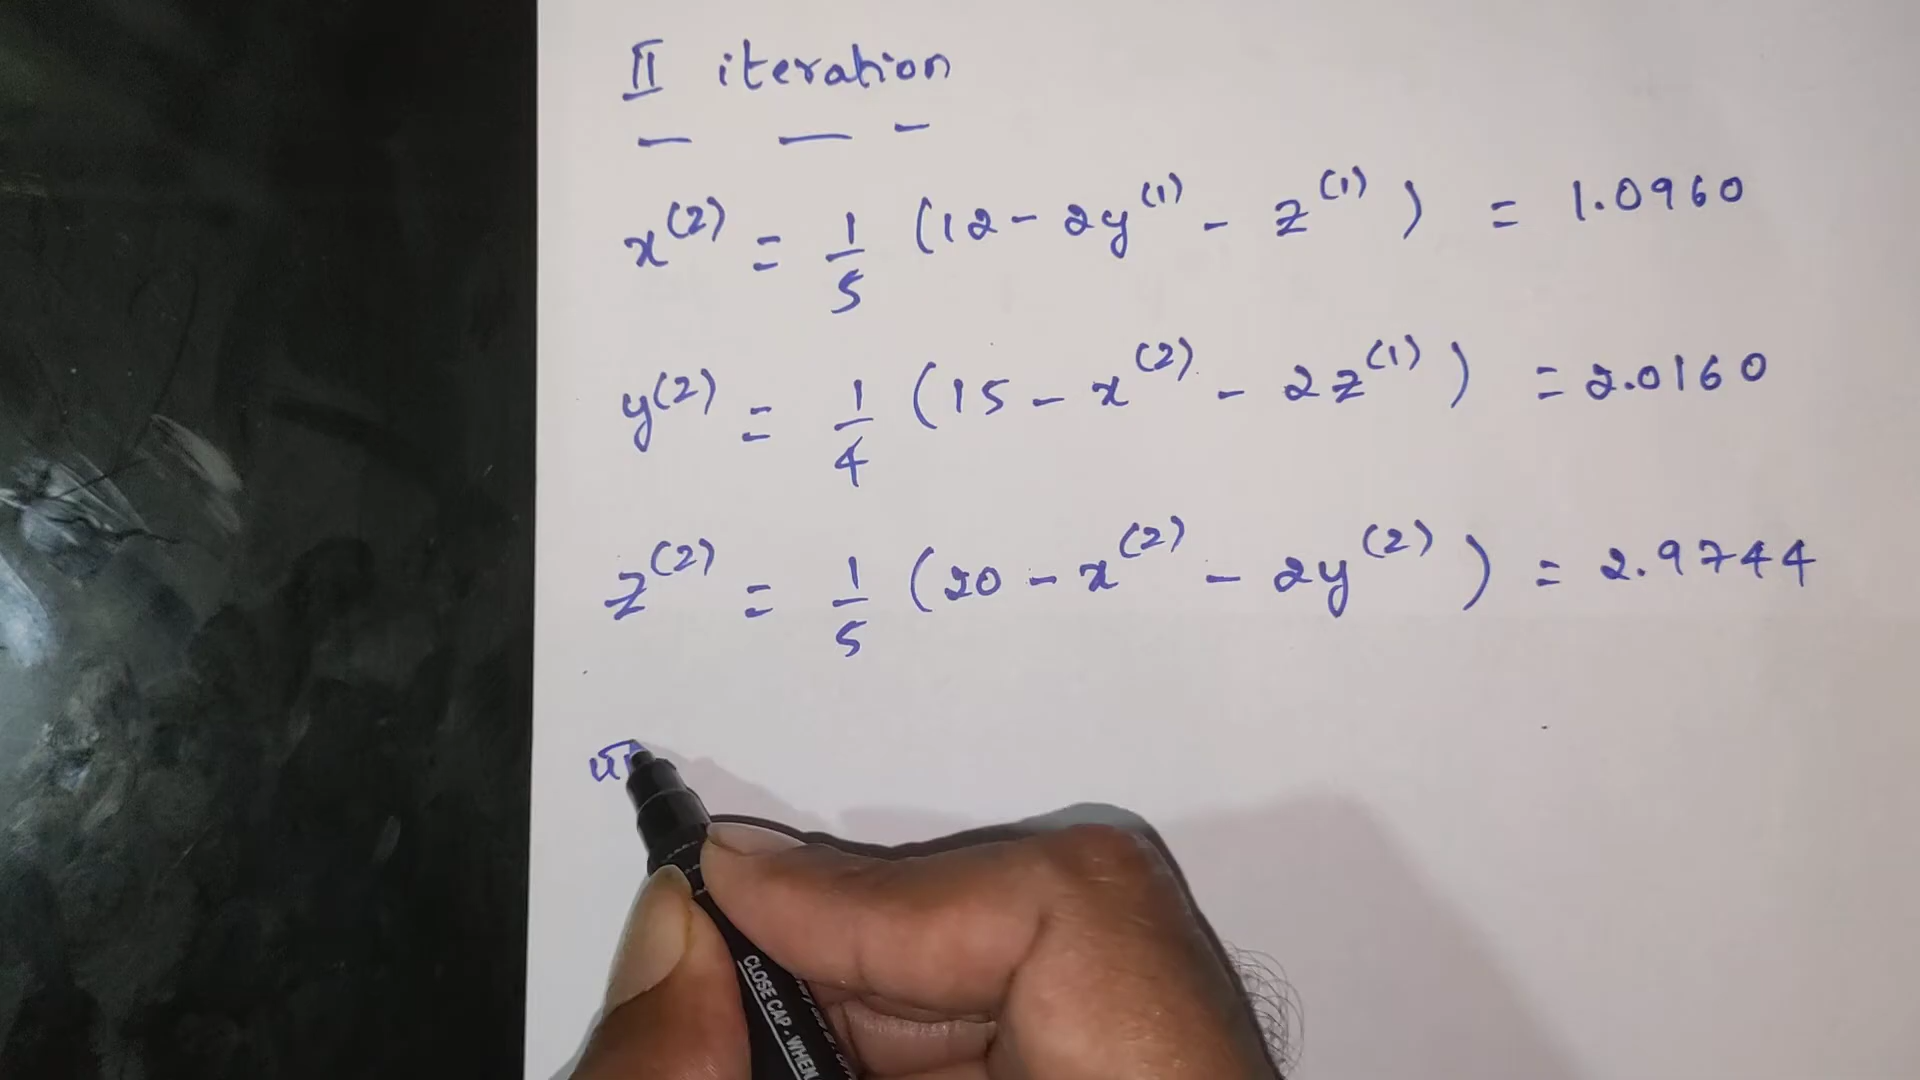 II iteration
x^(2) = 1/5 (12 - 2y^(1) - z^(1)) = 1.0960
y^(2) = 1/4 (15 - x^(2) - 2z^(1)) = 2.0160
z^(2) = 1/5 (20 - x^(2) - 2y^(2)) = 2.9744
CLOSE CAP - WHEN